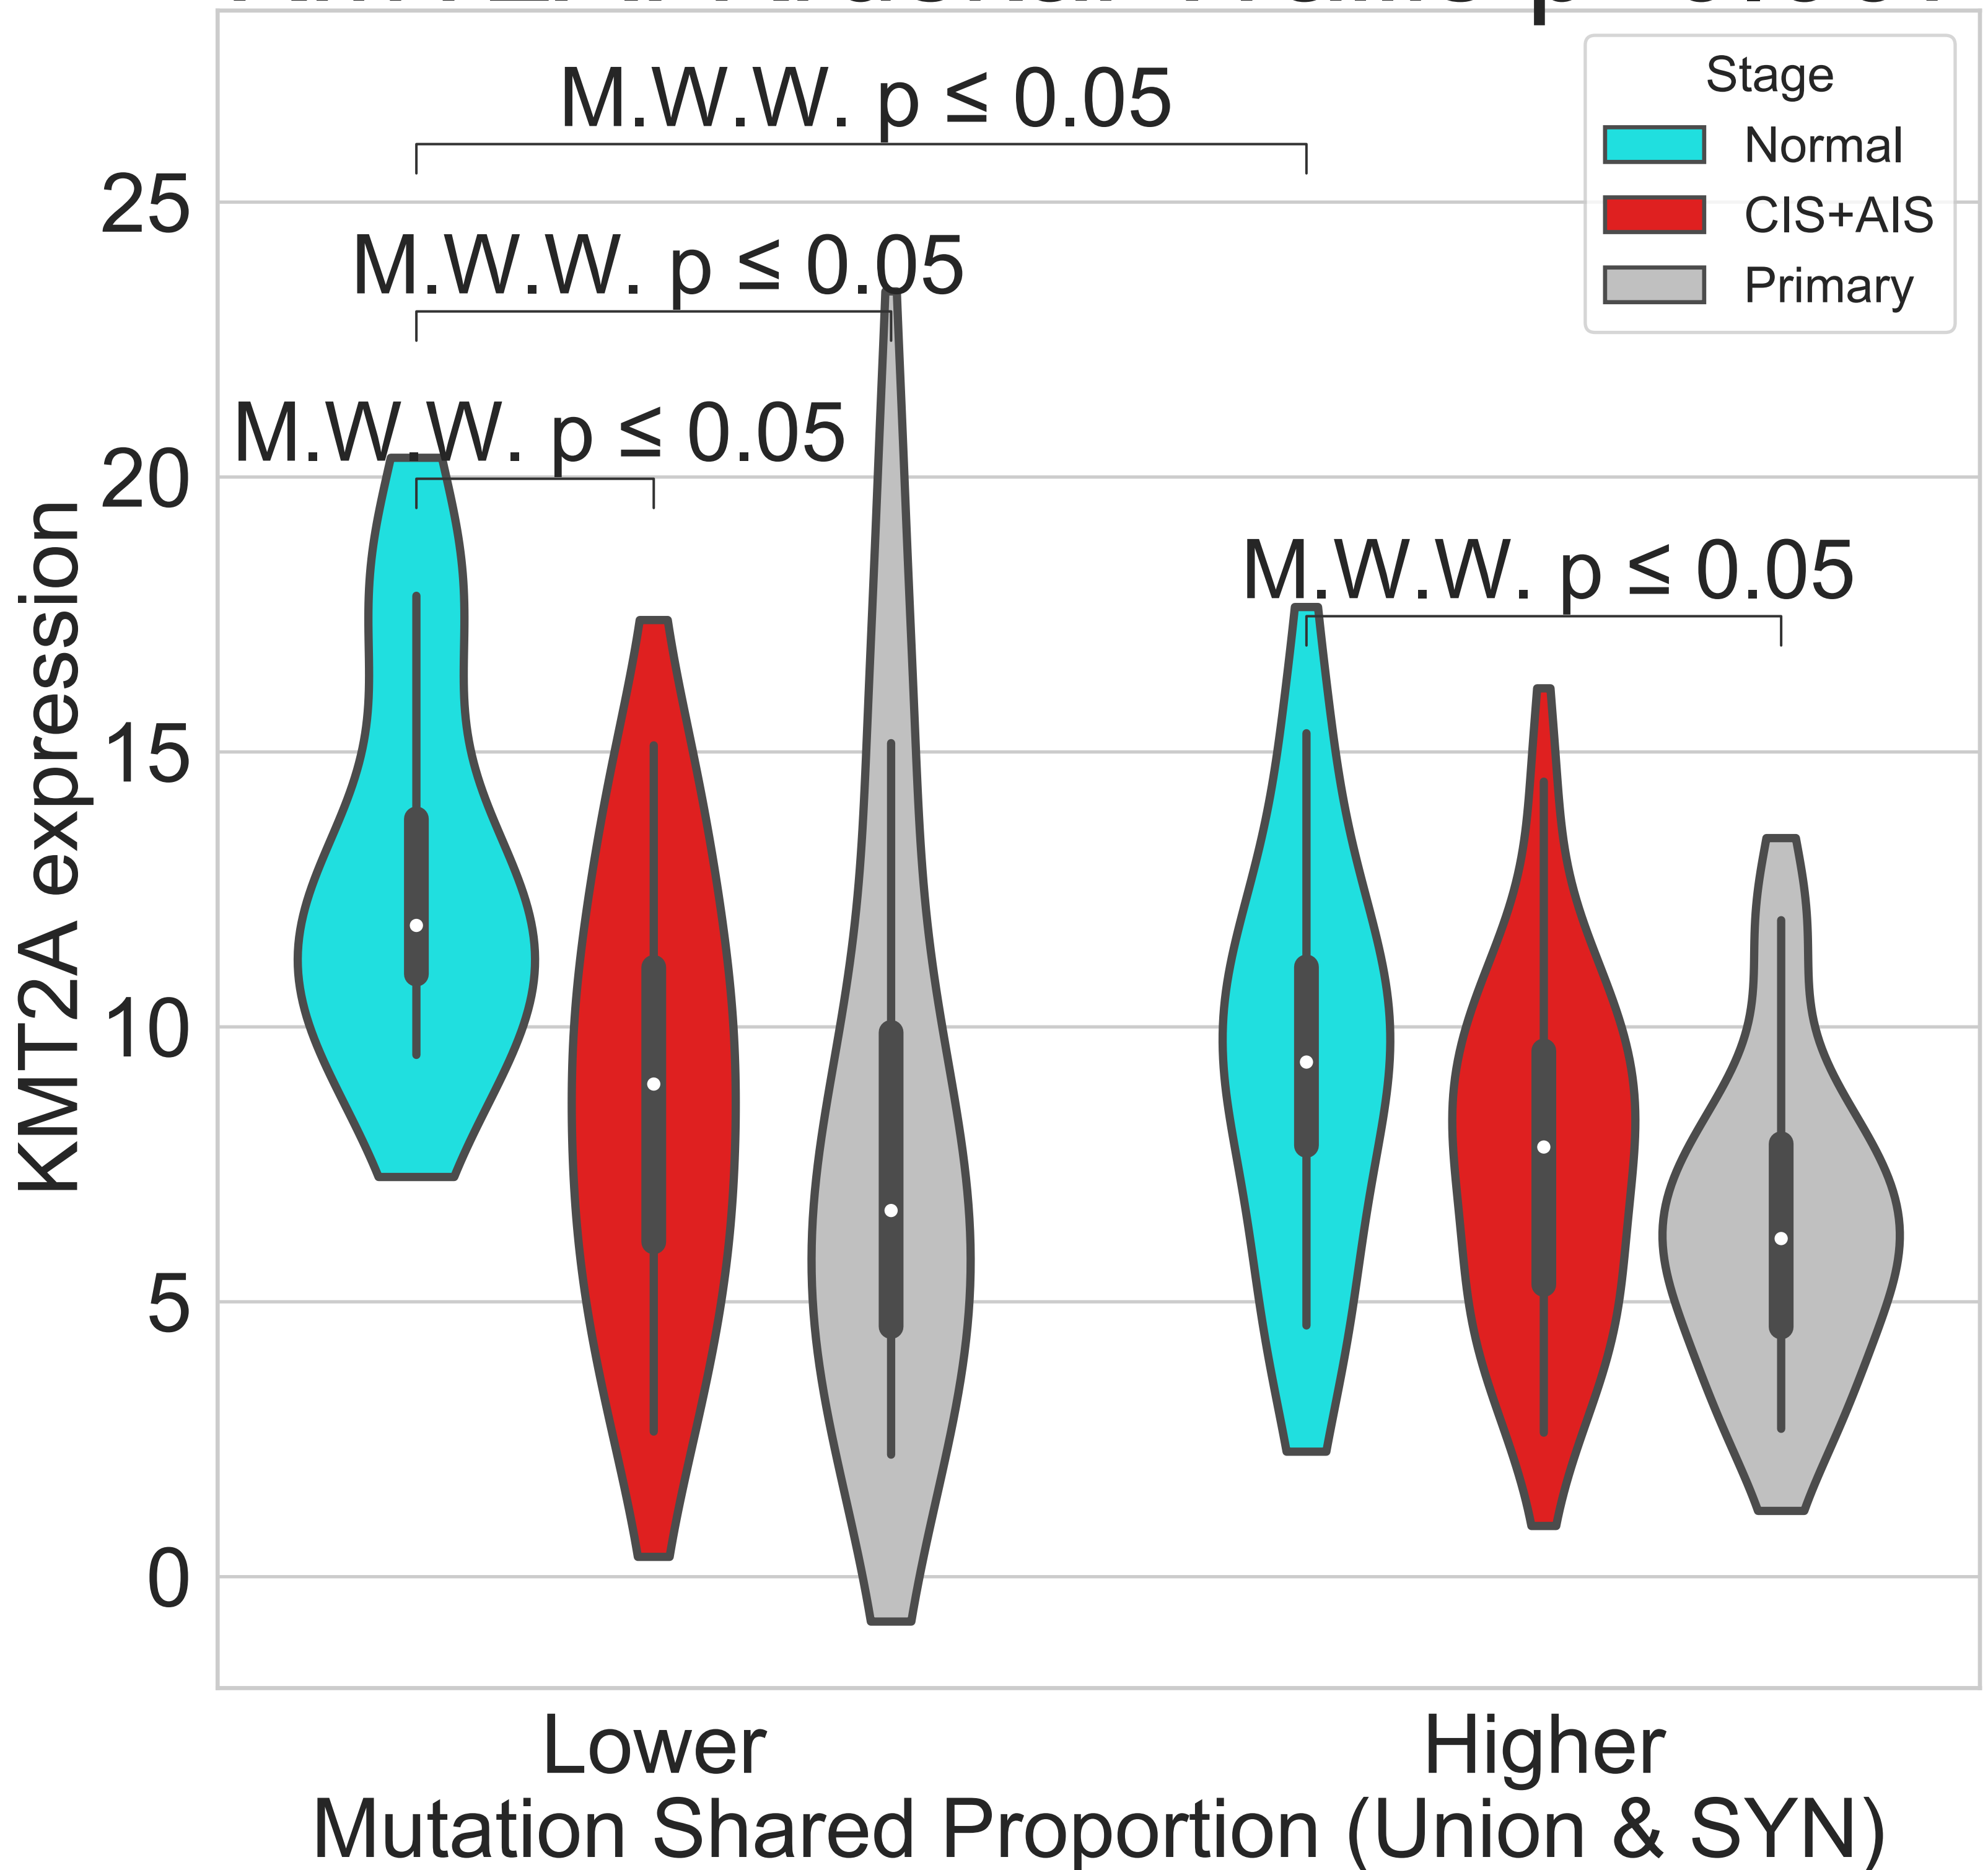 M.W.W. p ≤ 0.05
Stage
Normal
CIS+AIS
Primary
25
M.W.W. p ≤ 0.05
M.W.W. p ≤ 0.05
20
M.W.W. p ≤ 0.05
15
10
5
0
KMT2A expression
Lower
Higher
Mutation Shared Proportion (Union & SYN)